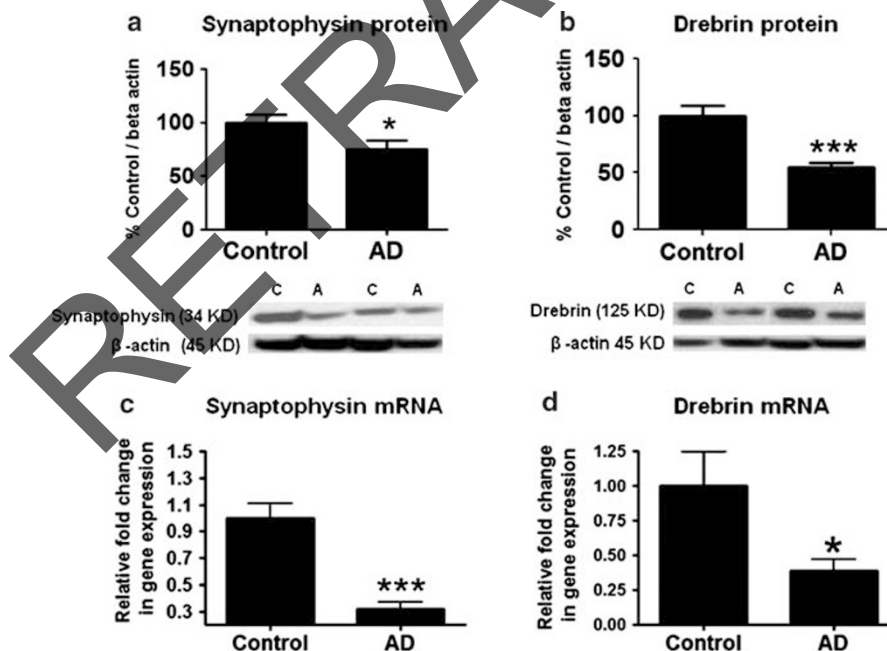 RETRA
a Synaptophysin protein
% Control / beta actin
150
100
50
0
*
Control AD
C A C A
Synaptophysin (34 KD)
β -actin (45 KD)
b Drebrin protein
% Control / beta actin
150
100
50
0
***
Control AD
C A C A
Drebrin (125 KD)
β -actin 45 KD
c Synaptophysin mRNA
Relative fold change
in gene expression
1.5
1.3
1.1
0.9
0.7
0.5
0.3
***
Control AD
d Drebrin mRNA
Relative fold change
in gene expression
1.25
1.00
0.75
0.50
0.25
0.00
*
Control AD